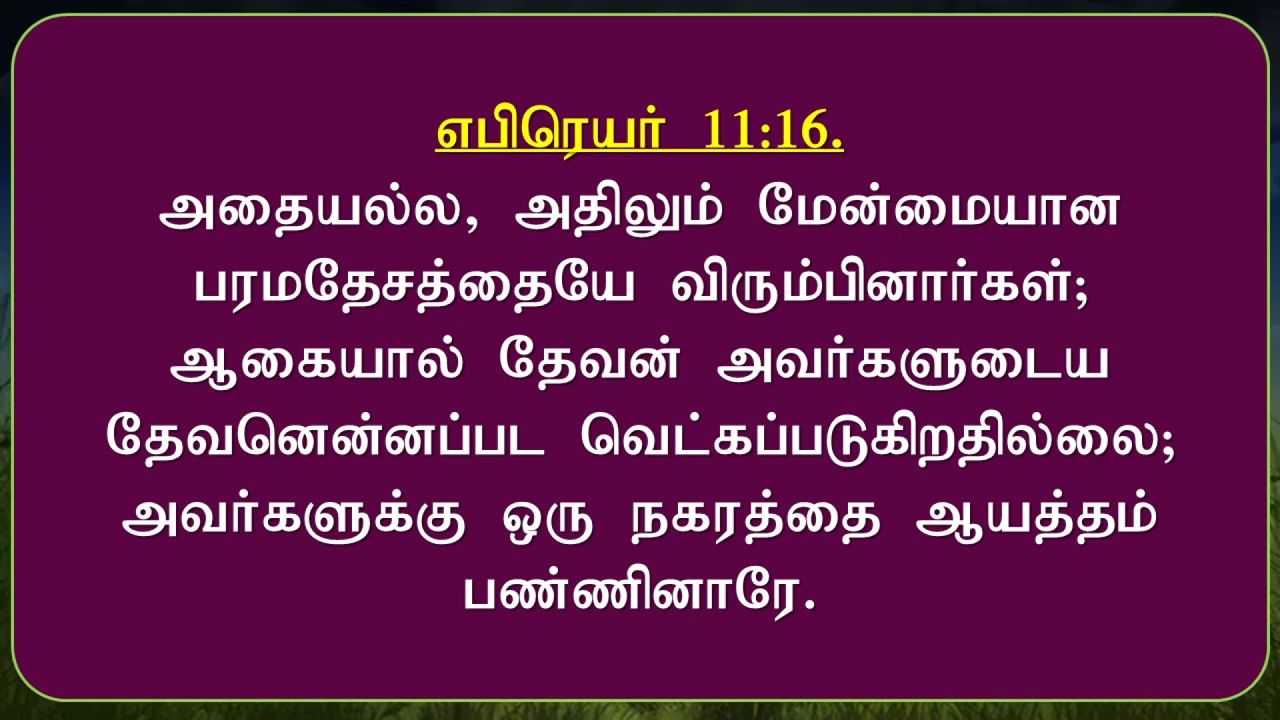 எபிரெயர் 11:16.
அதையல்ல, அதிலும் மேன்மையான
பரமதேசத்தையே விரும்பினார்கள்;
ஆகையால் தேவன் அவர்களுடைய
தேவனென்னப்பட வெட்கப்படுகிறதில்லை;
அவர்களுக்கு ஒரு நகரத்தை ஆயத்தம்
பண்ணினாரே.